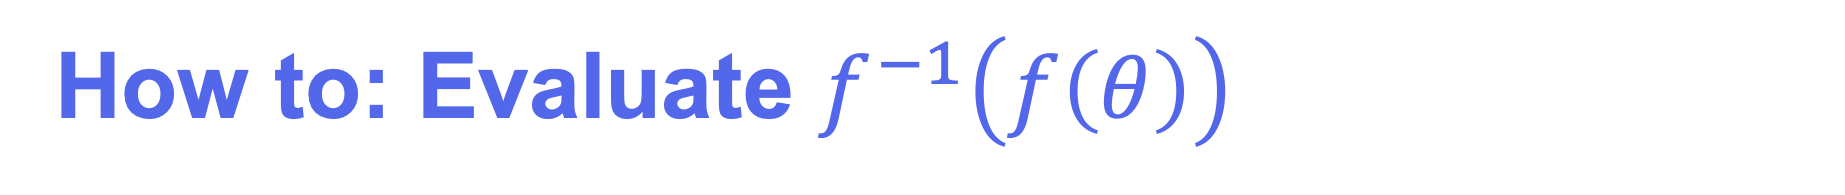 How to: Evaluate 𝑓⁻¹(𝑓(𝜃))